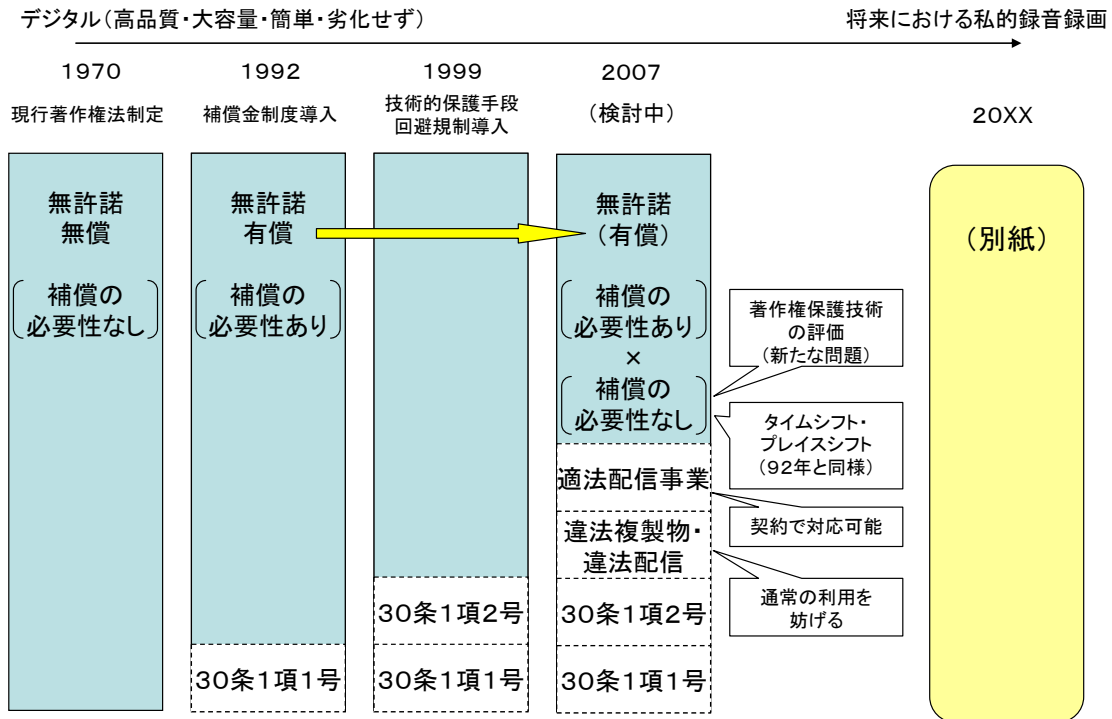 デジタル（高品質・大容量・簡単・劣化せず）
将来における私的録音録画
1970
現行著作権法制定
無許諾
無償
補償の
必要性なし
1992
補償金制度導入
無許諾
有償
補償の
必要性あり
30条1項1号
1999
技術的保護手段
回避規制導入
30条1項2号
30条1項1号
2007
（検討中）
無許諾
（有償）
補償の
必要性あり
×
補償の
必要性なし
適法配信事業
違法複製物・
違法配信
30条1項2号
30条1項1号
著作権保護技術
の評価
（新たな問題）
タイムシフト・
プレイスシフト
（92年と同様）
契約で対応可能
通常の利用を
妨げる
20XX
（別紙）